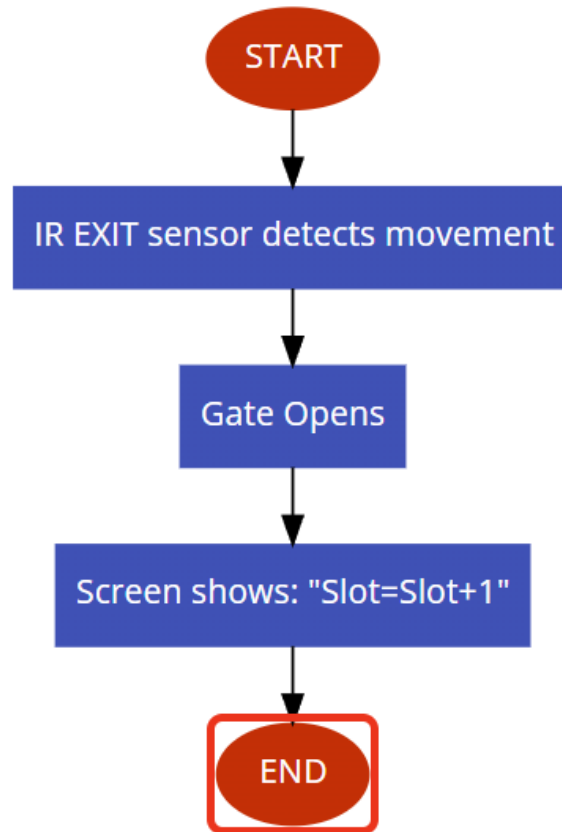 START
IR EXIT sensor detects movement
Gate Opens
Screen shows: "Slot=Slot+1"
END